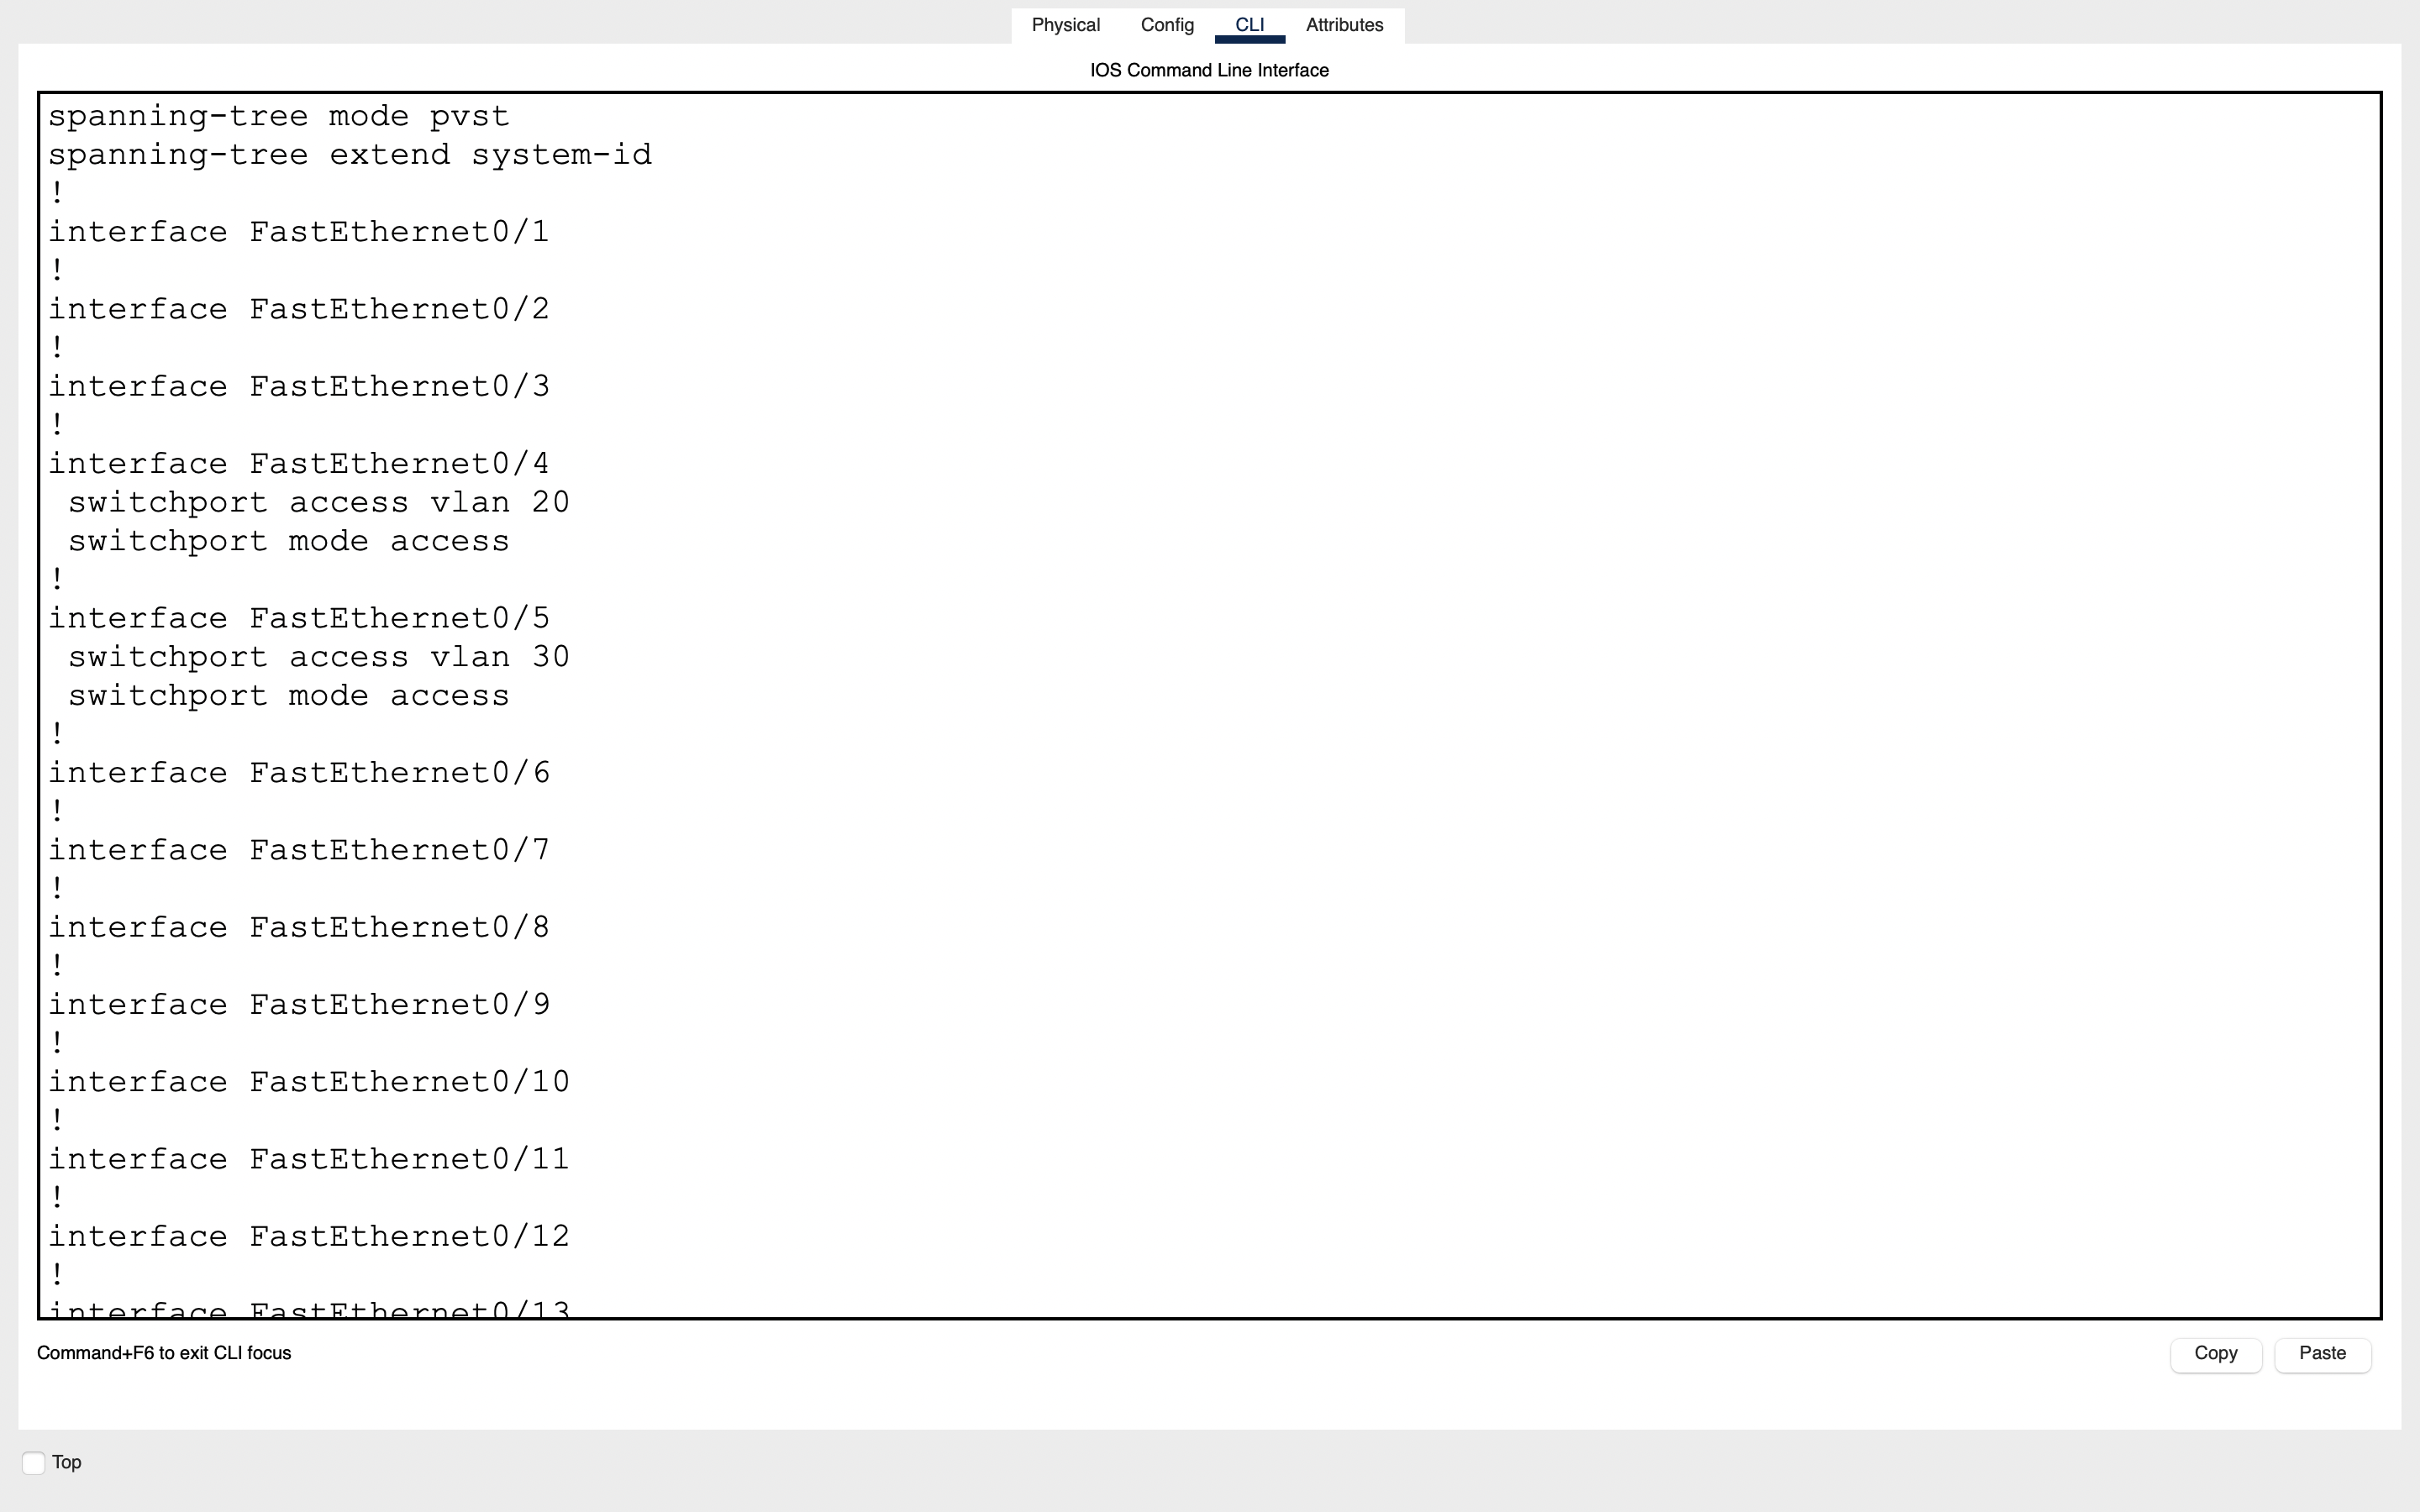 Physical Config CLI Attributes
IOS Command Line Interface
spanning-tree mode pvst
spanning-tree extend system-id
!
interface FastEthernet0/1
!
interface FastEthernet0/2
!
interface FastEthernet0/3
!
interface FastEthernet0/4
 switchport access vlan 20
 switchport mode access
!
interface FastEthernet0/5
 switchport access vlan 30
 switchport mode access
!
interface FastEthernet0/6
!
interface FastEthernet0/7
!
interface FastEthernet0/8
!
interface FastEthernet0/9
!
interface FastEthernet0/10
!
interface FastEthernet0/11
!
interface FastEthernet0/12
!
interface FastEthernet0/13
Command+F6 to exit CLI focus
Copy Paste
Top